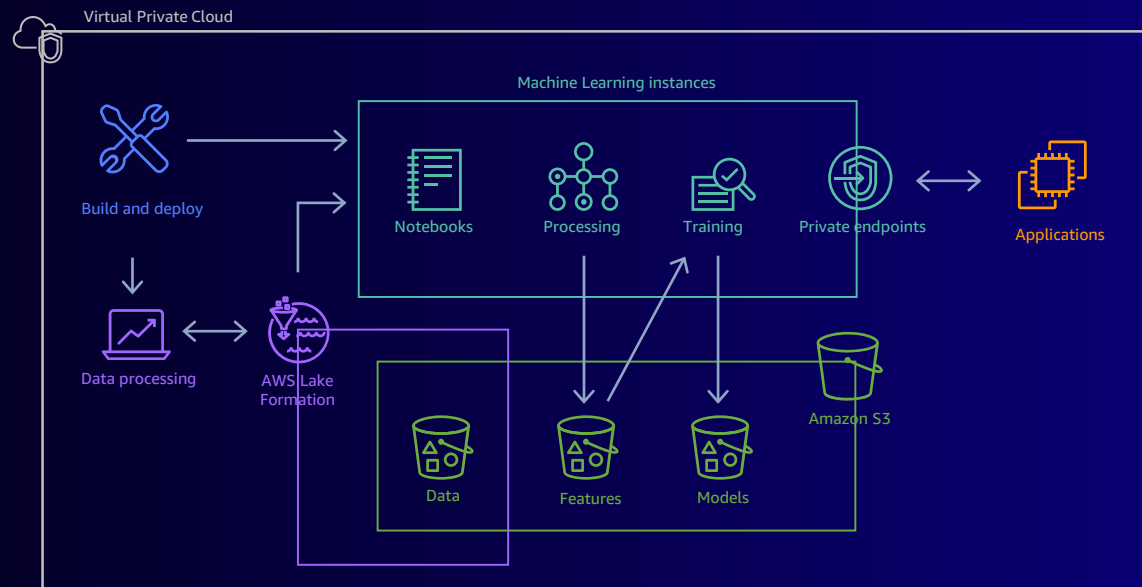 Virtual Private Cloud
Machine Learning instances
Build and deploy
Notebooks
Processing
Training
Private endpoints
Applications
Data processing
AWS Lake
Formation
Amazon S3
Data
Features
Models